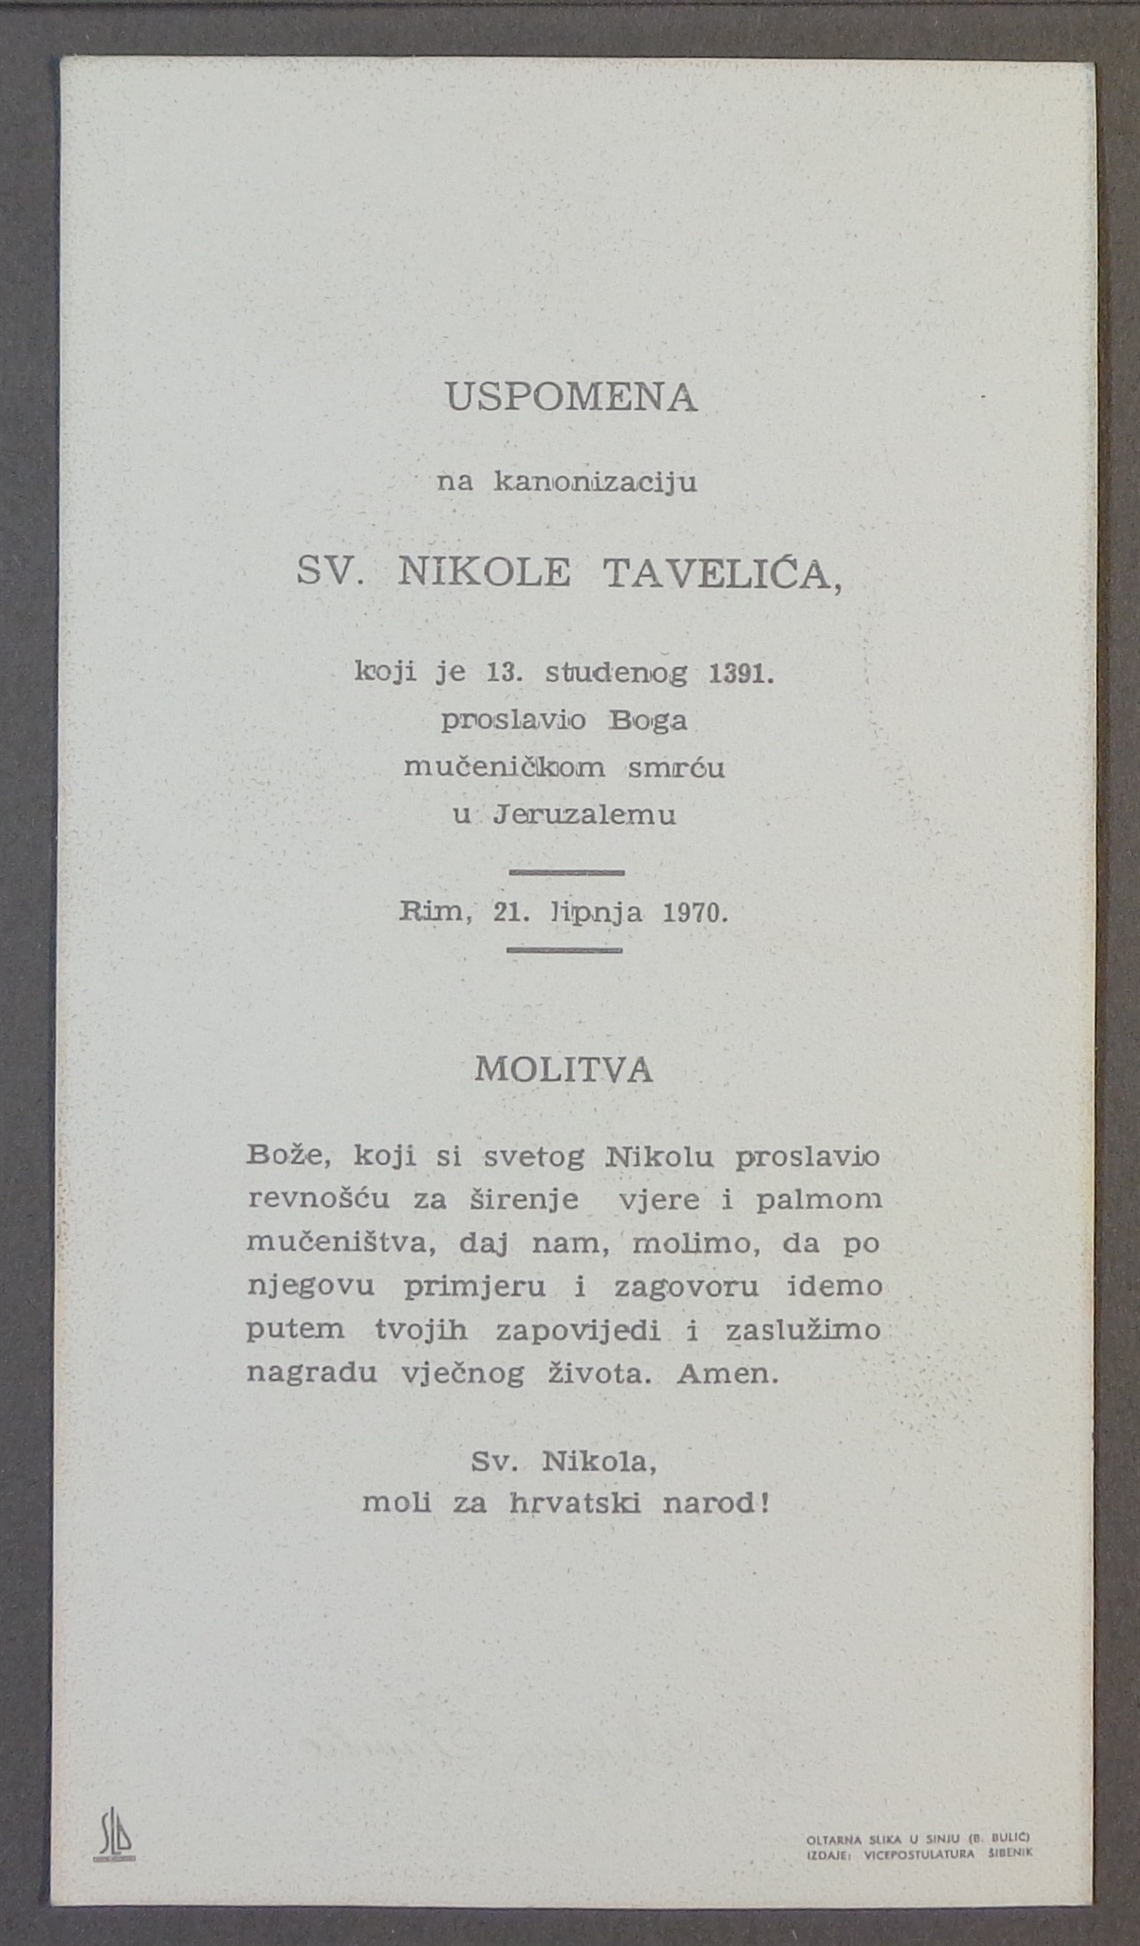 USPOMENA
na kanonizaciju
SV. NIKOLE TAVELIĆA,
koji je 13. studenog 1391.
proslavio Boga
mučeničkom smrću
u Jeruzalemu
Rim, 21. lipnja 1970.
MOLITVA
Bože, koji si svetog Nikolu proslavio
revnošću za širenje vjere i palmom
mučeništva, daj nam, molimo, da po
njegovu primjeru i zagovoru idemo
putem tvojih zapovijedi i zaslužimo
nagradu vječnog života. Amen.
Sv. Nikola,
moli za hrvatski narod!
SLD
OLTARNA SLIKA U SINJU (B. BULIĆ)
IZDAJE: VICEPOSTULATURA ŠIBENIK